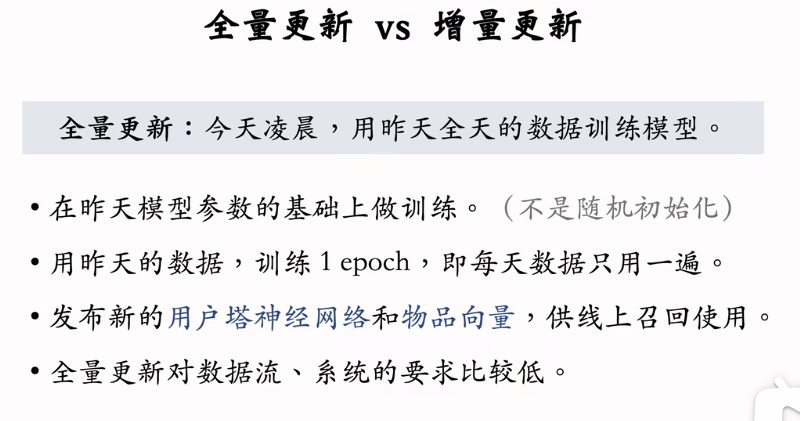 全量更新 vs 增量更新
全量更新：今天凌晨，用昨天全天的数据训练模型。
• 在昨天模型参数的基础上做训练。（不是随机初始化）
• 用昨天的数据，训练 1 epoch，即每天数据只用一遍。
• 发布新的用户塔神经网络和物品向量，供线上召回使用。
• 全量更新对数据流、系统的要求比较低。